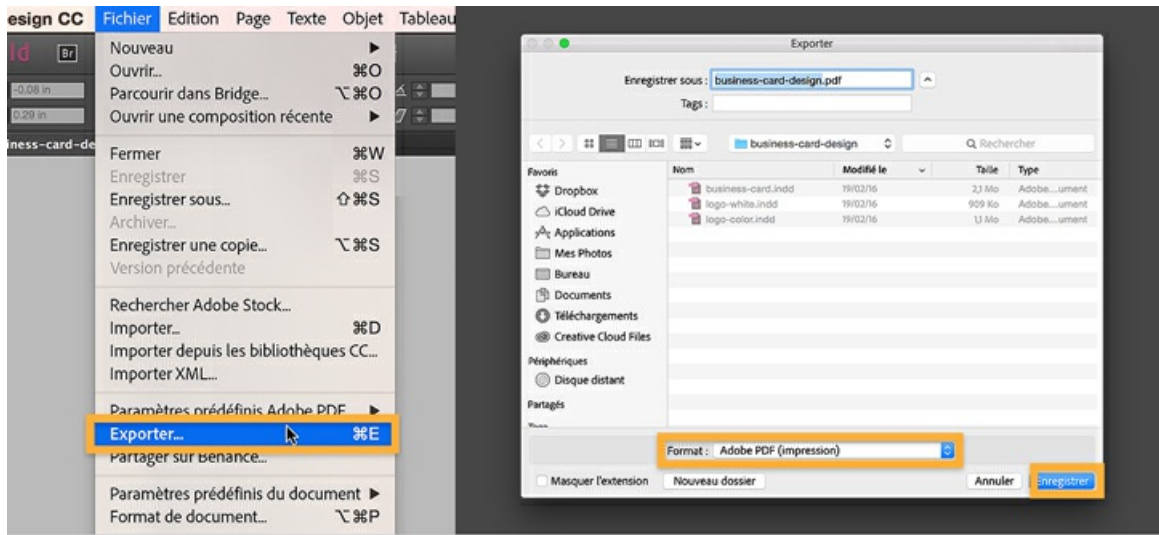 esign CC Fichier Edition Page Texte Objet Tableau
Id Br
-0.08 in
0.29 in
iness-card-de
Nouveau ▶
Ouvrir... ⌘O
Parcourir dans Bridge... ⌥⌘O
Ouvrir une composition récente ▶
Fermer ⌘W
Enregistrer ⌘S
Enregistrer sous... ⇧⌘S
Archiver...
Enregistrer une copie... ⌥⌘S
Version précédente
Rechercher Adobe Stock...
Importer... ⌘D
Importer depuis les bibliothèques CC...
Importer XML...
Paramètres prédéfinis Adobe PDF ▶
Exporter... ⌘E
Partager sur Behance...
Paramètres prédéfinis du document ▶
Format de document... ⌥⌘P
Exporter
Enregistrer sous : business-card-design.pdf
Tags :
business-card-design
Rechercher
Favoris
Dropbox
iCloud Drive
Applications
Mes Photos
Bureau
Documents
Téléchargements
Creative Cloud Files
Périphériques
Disque distant
Partagés
Nom Modifié le Taille Type
business-card.indd 19/02/16 2,1 Mo Adobe...ument
logo-white.indd 19/02/16 909 Ko Adobe...ument
logo-color.indd 19/02/16 1,1 Mo Adobe...ument
Format : Adobe PDF (impression)
Masquer l'extension Nouveau dossier Annuler Enregistrer